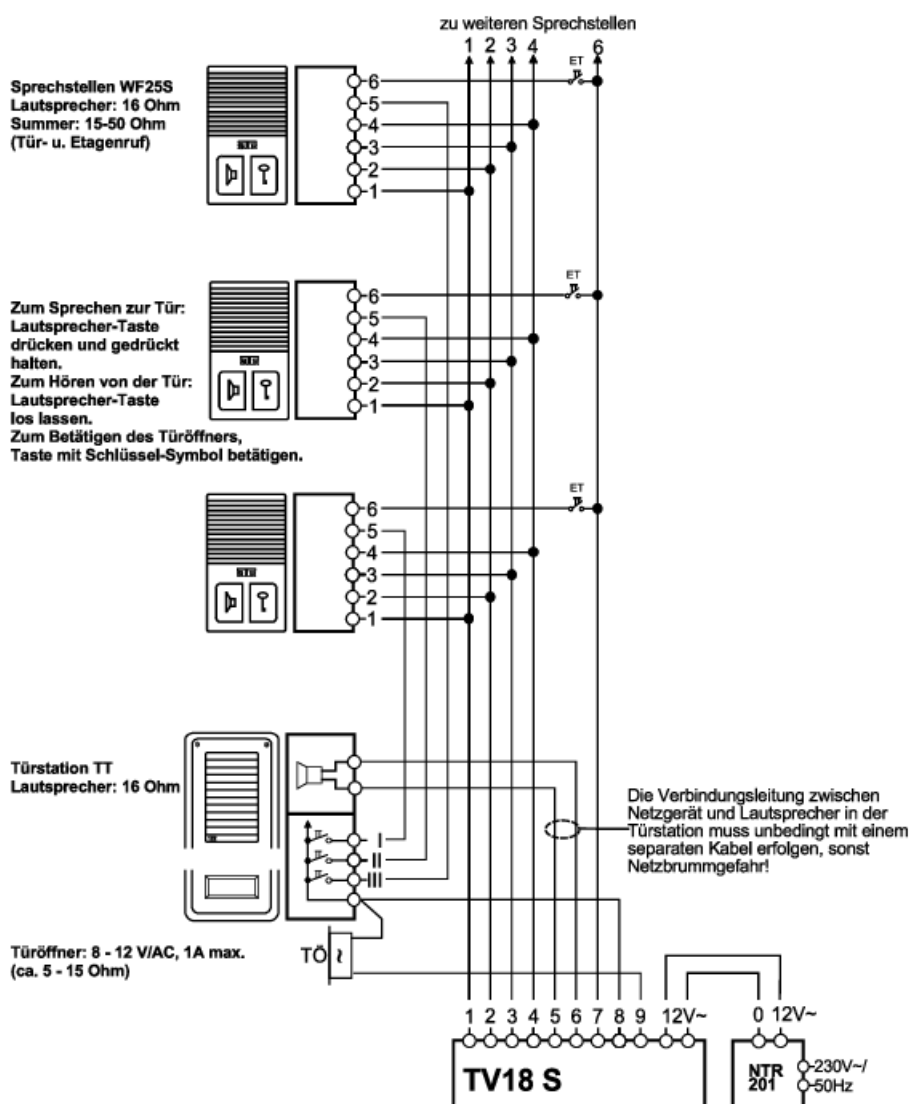 zu weiteren Sprechstellen
1 2 3 4 6
ET
Sprechstellen WF25S
Lautsprecher: 16 Ohm
Summer: 15-50 Ohm
(Tür- u. Etagenruf)
6
5
4
3
2
1
ET
Zum Sprechen zur Tür:
Lautsprecher-Taste
drücken und gedrückt
halten.
Zum Hören von der Tür:
Lautsprecher-Taste
los lassen.
Zum Betätigen des Türöffners,
Taste mit Schlüssel-Symbol betätigen.
6
5
4
3
2
1
ET
6
5
4
3
2
1
Türstation TT
Lautsprecher: 16 Ohm
I
II
III
Die Verbindungsleitung zwischen
Netzgerät und Lautsprecher in der
Türstation muss unbedingt mit einem
separaten Kabel erfolgen, sonst
Netzbrummgefahr!
Türöffner: 8 - 12 V/AC, 1A max.
(ca. 5 - 15 Ohm)
TÖ ~
1 2 3 4 5 6 7 8 9 12V~ 0 12V~
TV18 S
NTR
201
230V~/
50Hz